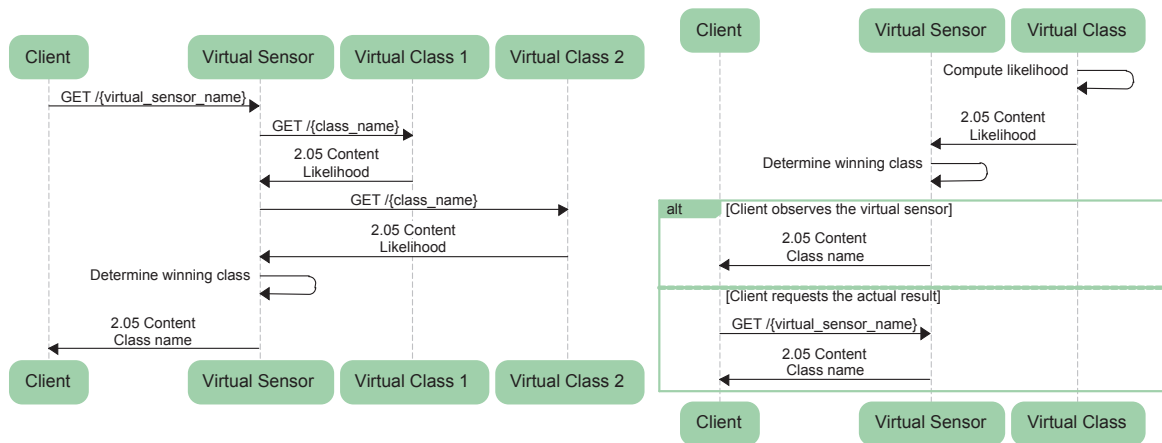 Client
Virtual Sensor
Virtual Class 1
Virtual Class 2
GET /{virtual_sensor_name}
GET /{class_name}
2.05 Content
Likelihood
GET /{class_name}
2.05 Content
Likelihood
Determine winning class
2.05 Content
Class name
Client
Virtual Sensor
Virtual Class 1
Virtual Class 2
Client
Virtual Sensor
Virtual Class
Compute likelihood
2.05 Content
Likelihood
Determine winning class
alt
[Client observes the virtual sensor]
2.05 Content
Class name
[Client requests the actual result]
GET /{virtual_sensor_name}
2.05 Content
Class name
Client
Virtual Sensor
Virtual Class